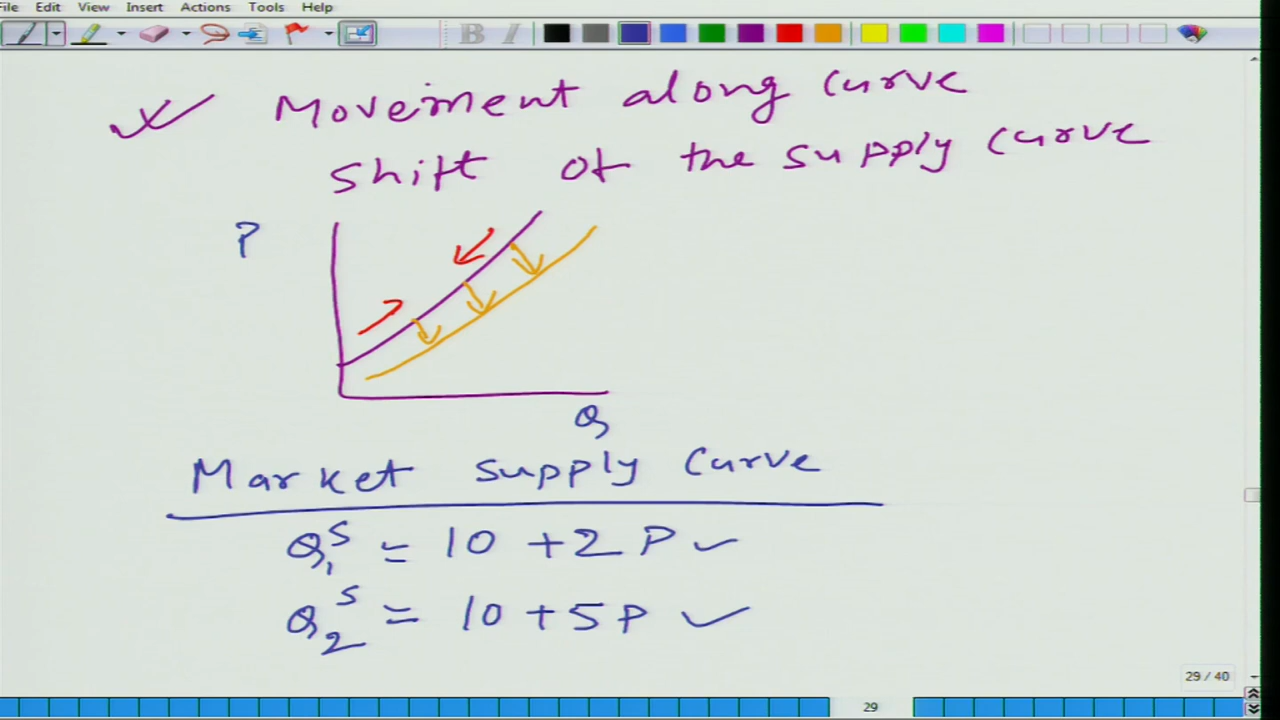 File Edit View Insert Actions Tools Help
B I
Movement along curve
shift of the supply curve
P
Q
Market supply curve
Q₁ˢ = 10 + 2P
Q₂ˢ = 10 + 5P
29 / 40
29